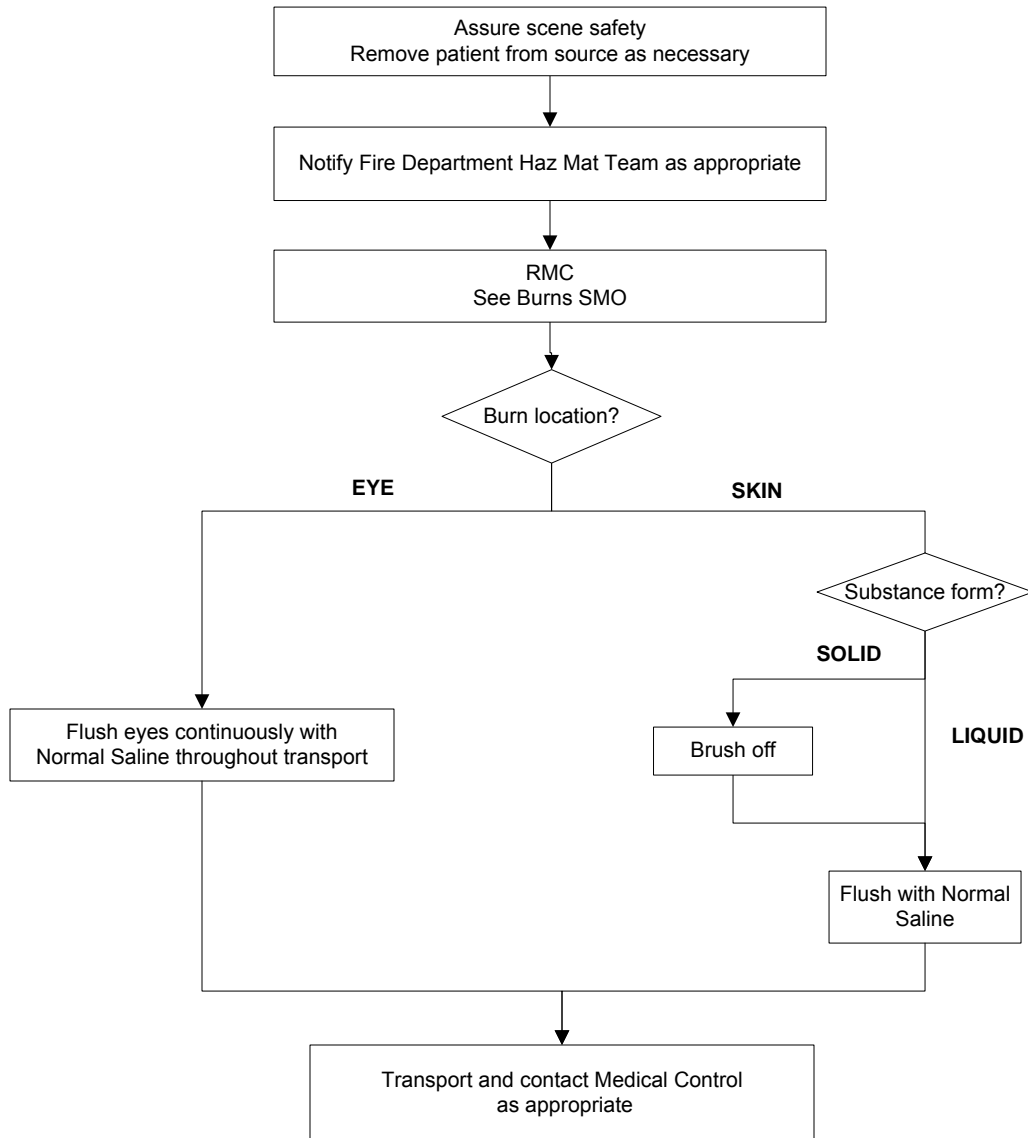 Assure scene safety
Remove patient from source as necessary
Notify Fire Department Haz Mat Team as appropriate
RMC
See Burns SMO
Burn location?
EYE
SKIN
Substance form?
SOLID
LIQUID
Flush eyes continuously with
Normal Saline throughout transport
Brush off
Flush with Normal
Saline
Transport and contact Medical Control
as appropriate